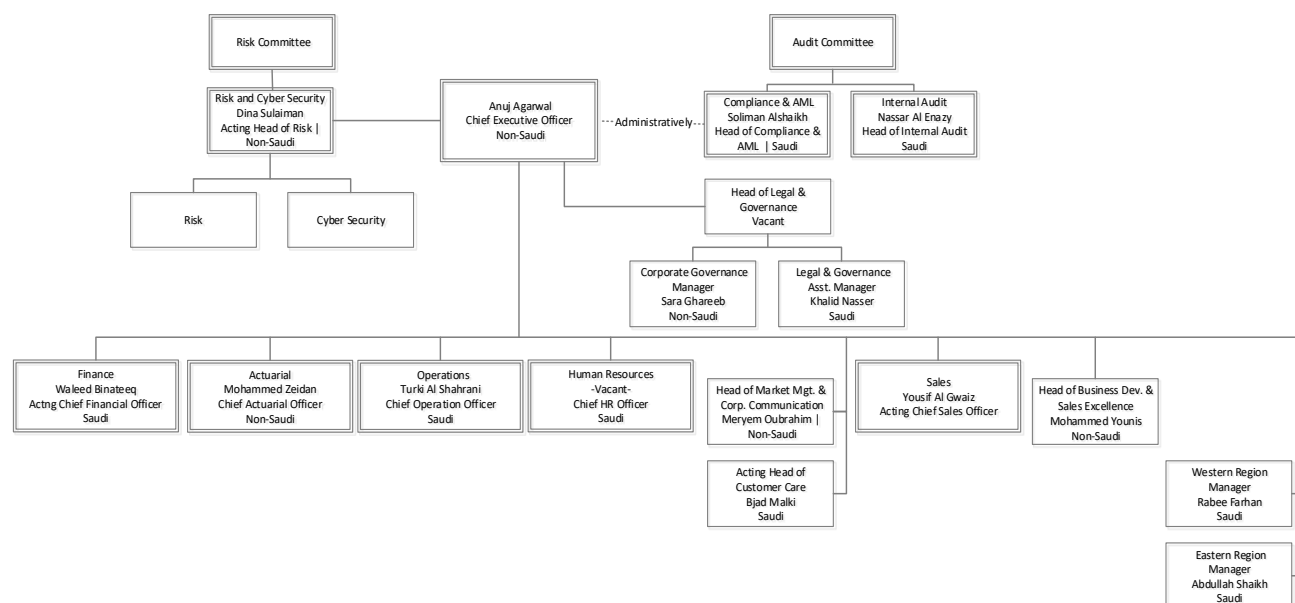 Risk Committee
Audit Committee
Risk and Cyber Security
Dina Sulaiman
Acting Head of Risk |
Non-Saudi
Anuj Agarwal
Chief Executive Officer
Non-Saudi
Administratively
Compliance & AML
Soliman Alshaikh
Head of Compliance &
AML | Saudi
Internal Audit
Nassar Al Enazy
Head of Internal Audit
Saudi
Risk
Cyber Security
Head of Legal &
Governance
Vacant
Corporate Governance
Manager
Sara Ghareeb
Non-Saudi
Legal & Governance
Asst. Manager
Khalid Nasser
Saudi
Finance
Waleed Binateeq
Actng Chief Financial Officer
Saudi
Actuarial
Mohammed Zeidan
Chief Actuarial Officer
Non-Saudi
Operations
Turki Al Shahrani
Chief Operation Officer
Saudi
Human Resources
-Vacant-
Chief HR Officer
Saudi
Head of Market Mgt. &
Corp. Communication
Meryem Oubrahim |
Non-Saudi
Sales
Yousif Al Gwaiz
Acting Chief Sales Officer
Head of Business Dev. &
Sales Excellence
Mohammed Younis
Non-Saudi
Acting Head of
Customer Care
Bjad Malki
Saudi
Western Region
Manager
Rabee Farhan
Saudi
Eastern Region
Manager
Abdullah Shaikh
Saudi